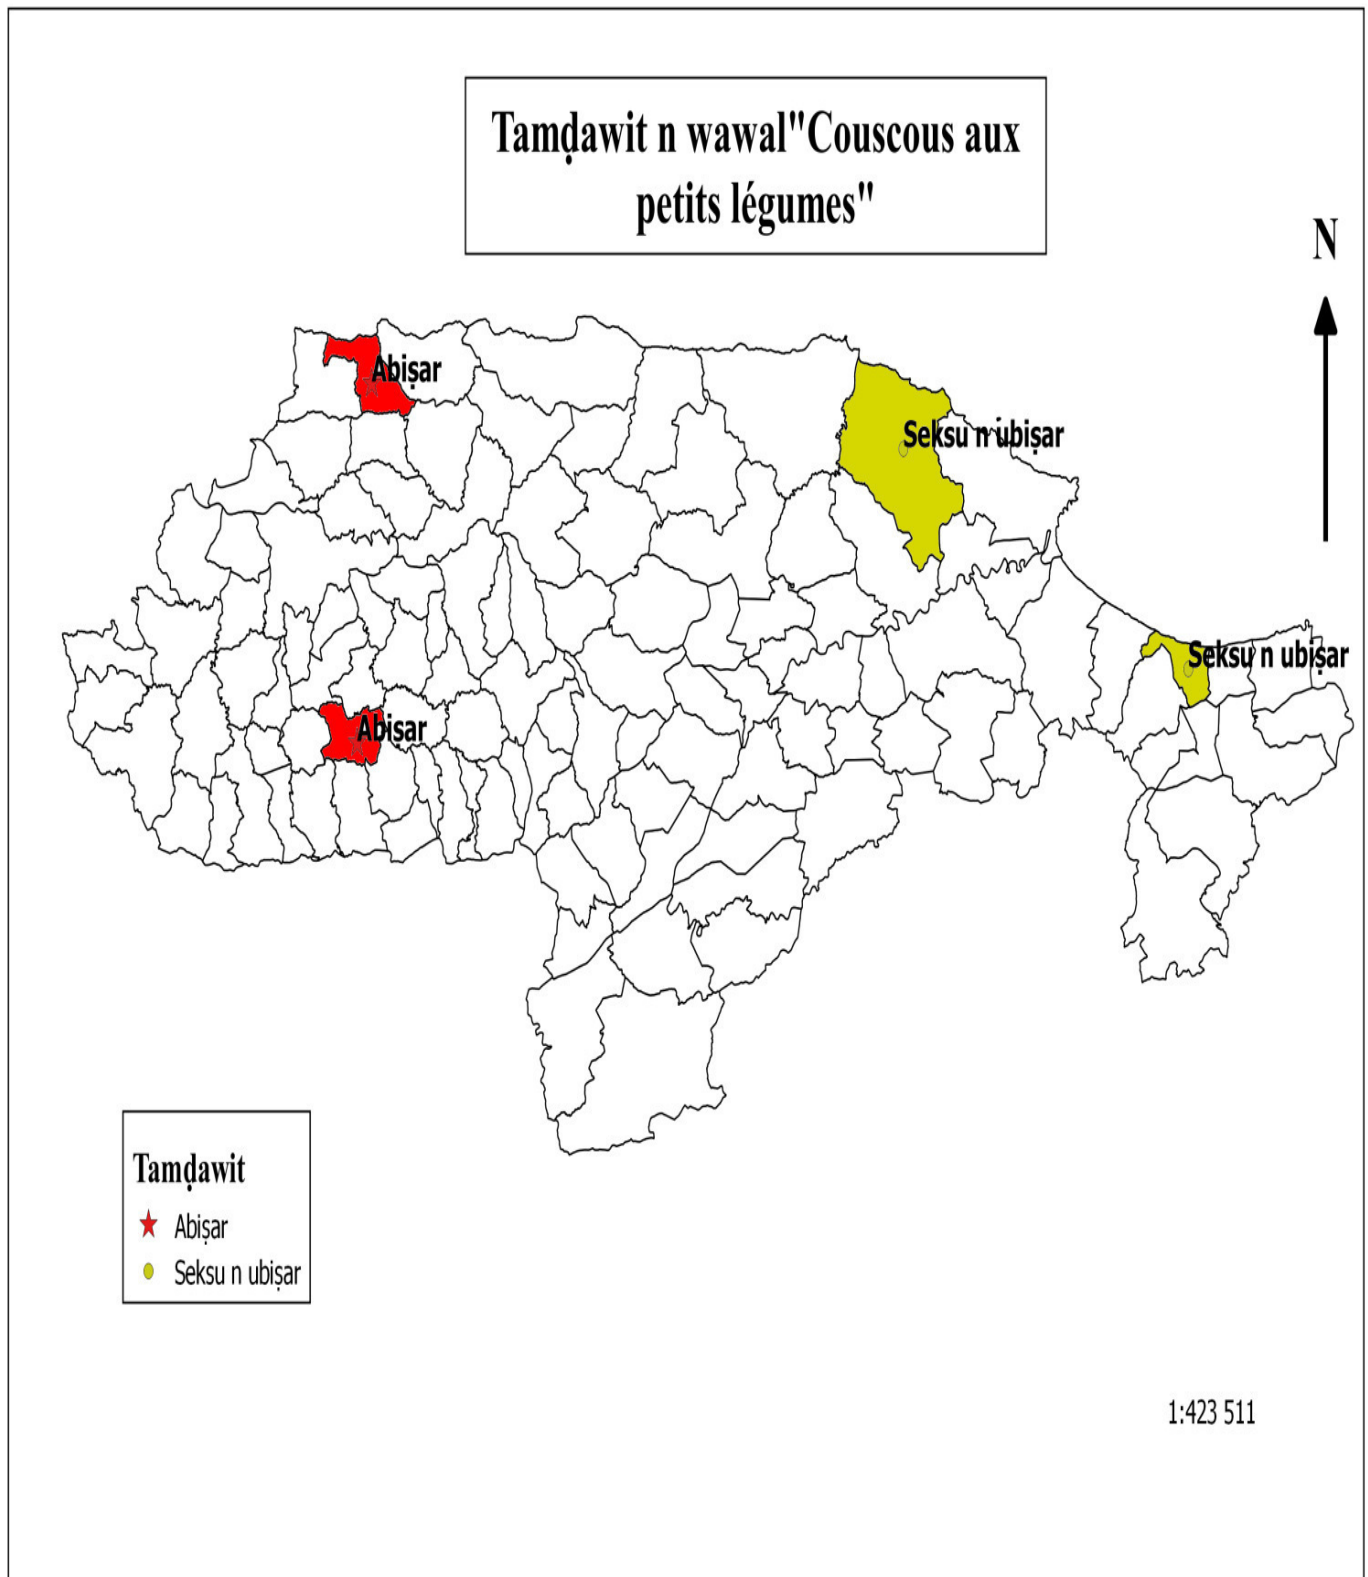 Tamḍawit n wawal"Couscous aux
petits légumes"
N
Abiṣar
Seksu n ubiṣar
Seksu n ubiṣar
Abiṣar
Tamḍawit
Abiṣar
Seksu n ubiṣar
1:423 511